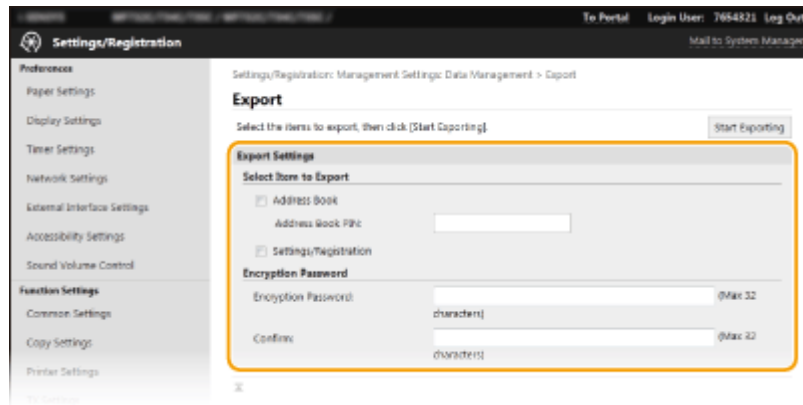 To Portal Login User: 7654321 Log Ou
Settings/Registration
Mail to System Manager
Preferences
Paper Settings
Display Settings
Timer Settings
Network Settings
External Interface Settings
Accessibility Settings
Sound Volume Control
Function Settings
Common Settings
Copy Settings
Printer Settings
Settings/Registration: Management Settings: Data Management > Export
Export
Select the items to export, then click [Start Exporting].
Start Exporting
Export Settings
Select Item to Export
Address Book
Address Book PIN:
Settings/Registration
Encryption Password
Encryption Password:
(Max 32
characters)
Confirm:
(Max 32
characters)